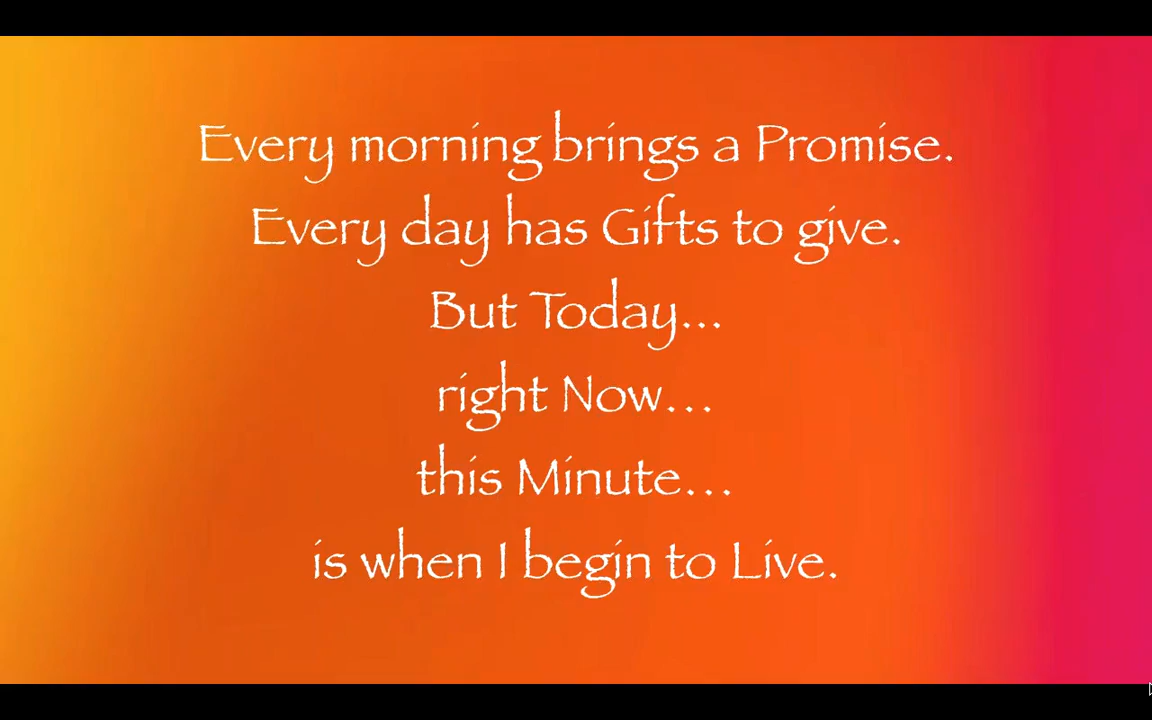 Every morning brings a Promise.
Every day has Gifts to give.
But Today...
right Now...
this Minute...
is when I begin to Live.